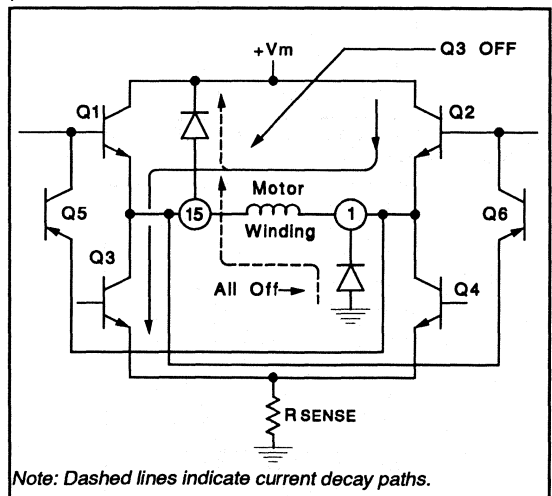 +Vm
Q3 OFF
Q1
Q2
Motor
15
1
Winding
Q5
Q6
Q3
Q4
All Off
R SENSE
Note: Dashed lines indicate current decay paths.